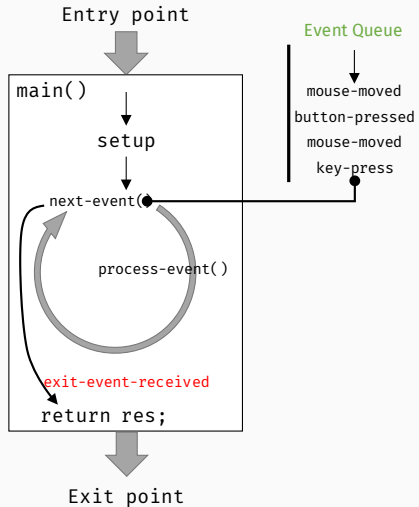 Entry point
Event Queue
main()
mouse-moved
button-pressed
setup
mouse-moved
key-press
next-event()
process-event()
exit-event-received
return res;
Exit point